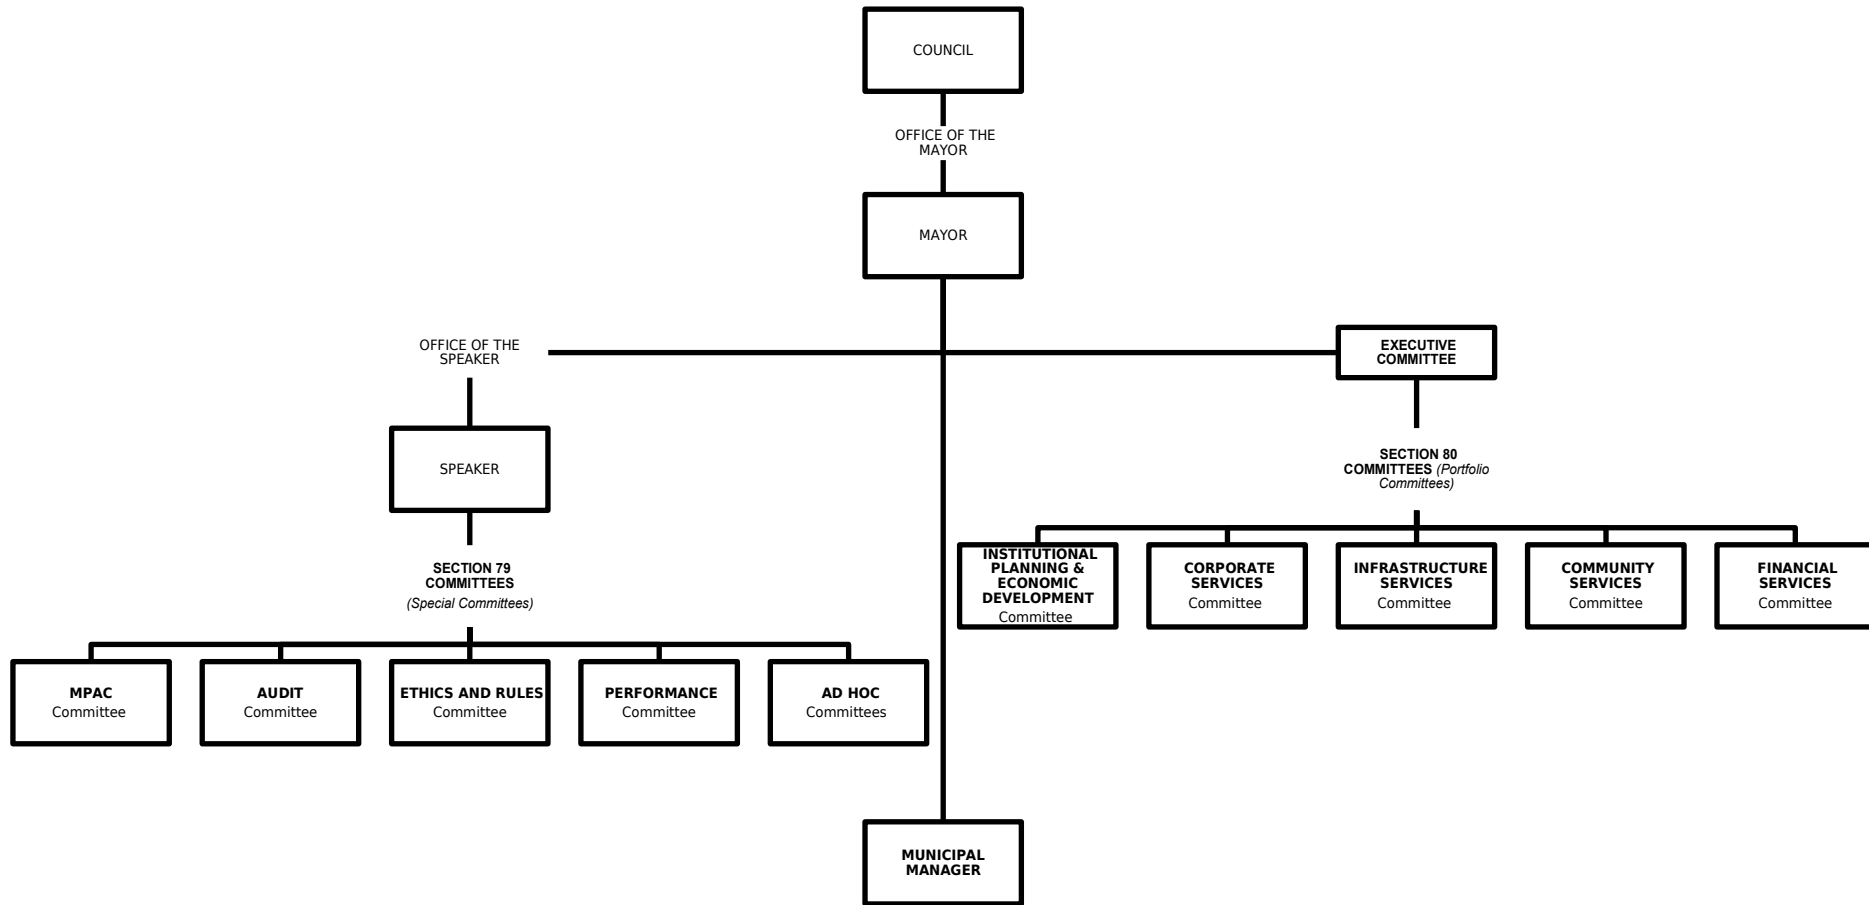 COUNCIL
OFFICE OF THE
MAYOR
MAYOR
OFFICE OF THE
SPEAKER
EXECUTIVE
COMMITTEE
SPEAKER
SECTION 80
COMMITTEES (Portfolio
Committees)
SECTION 79
COMMITTEES
(Special Committees)
INSTITUTIONAL
PLANNING &
ECONOMIC
DEVELOPMENT
Committee
CORPORATE
SERVICES
Committee
INFRASTRUCTURE
SERVICES
Committee
COMMUNITY
SERVICES
Committee
FINANCIAL
SERVICES
Committee
MPAC
Committee
AUDIT
Committee
ETHICS AND RULES
Committee
PERFORMANCE
Committee
AD HOC
Committees
MUNICIPAL
MANAGER